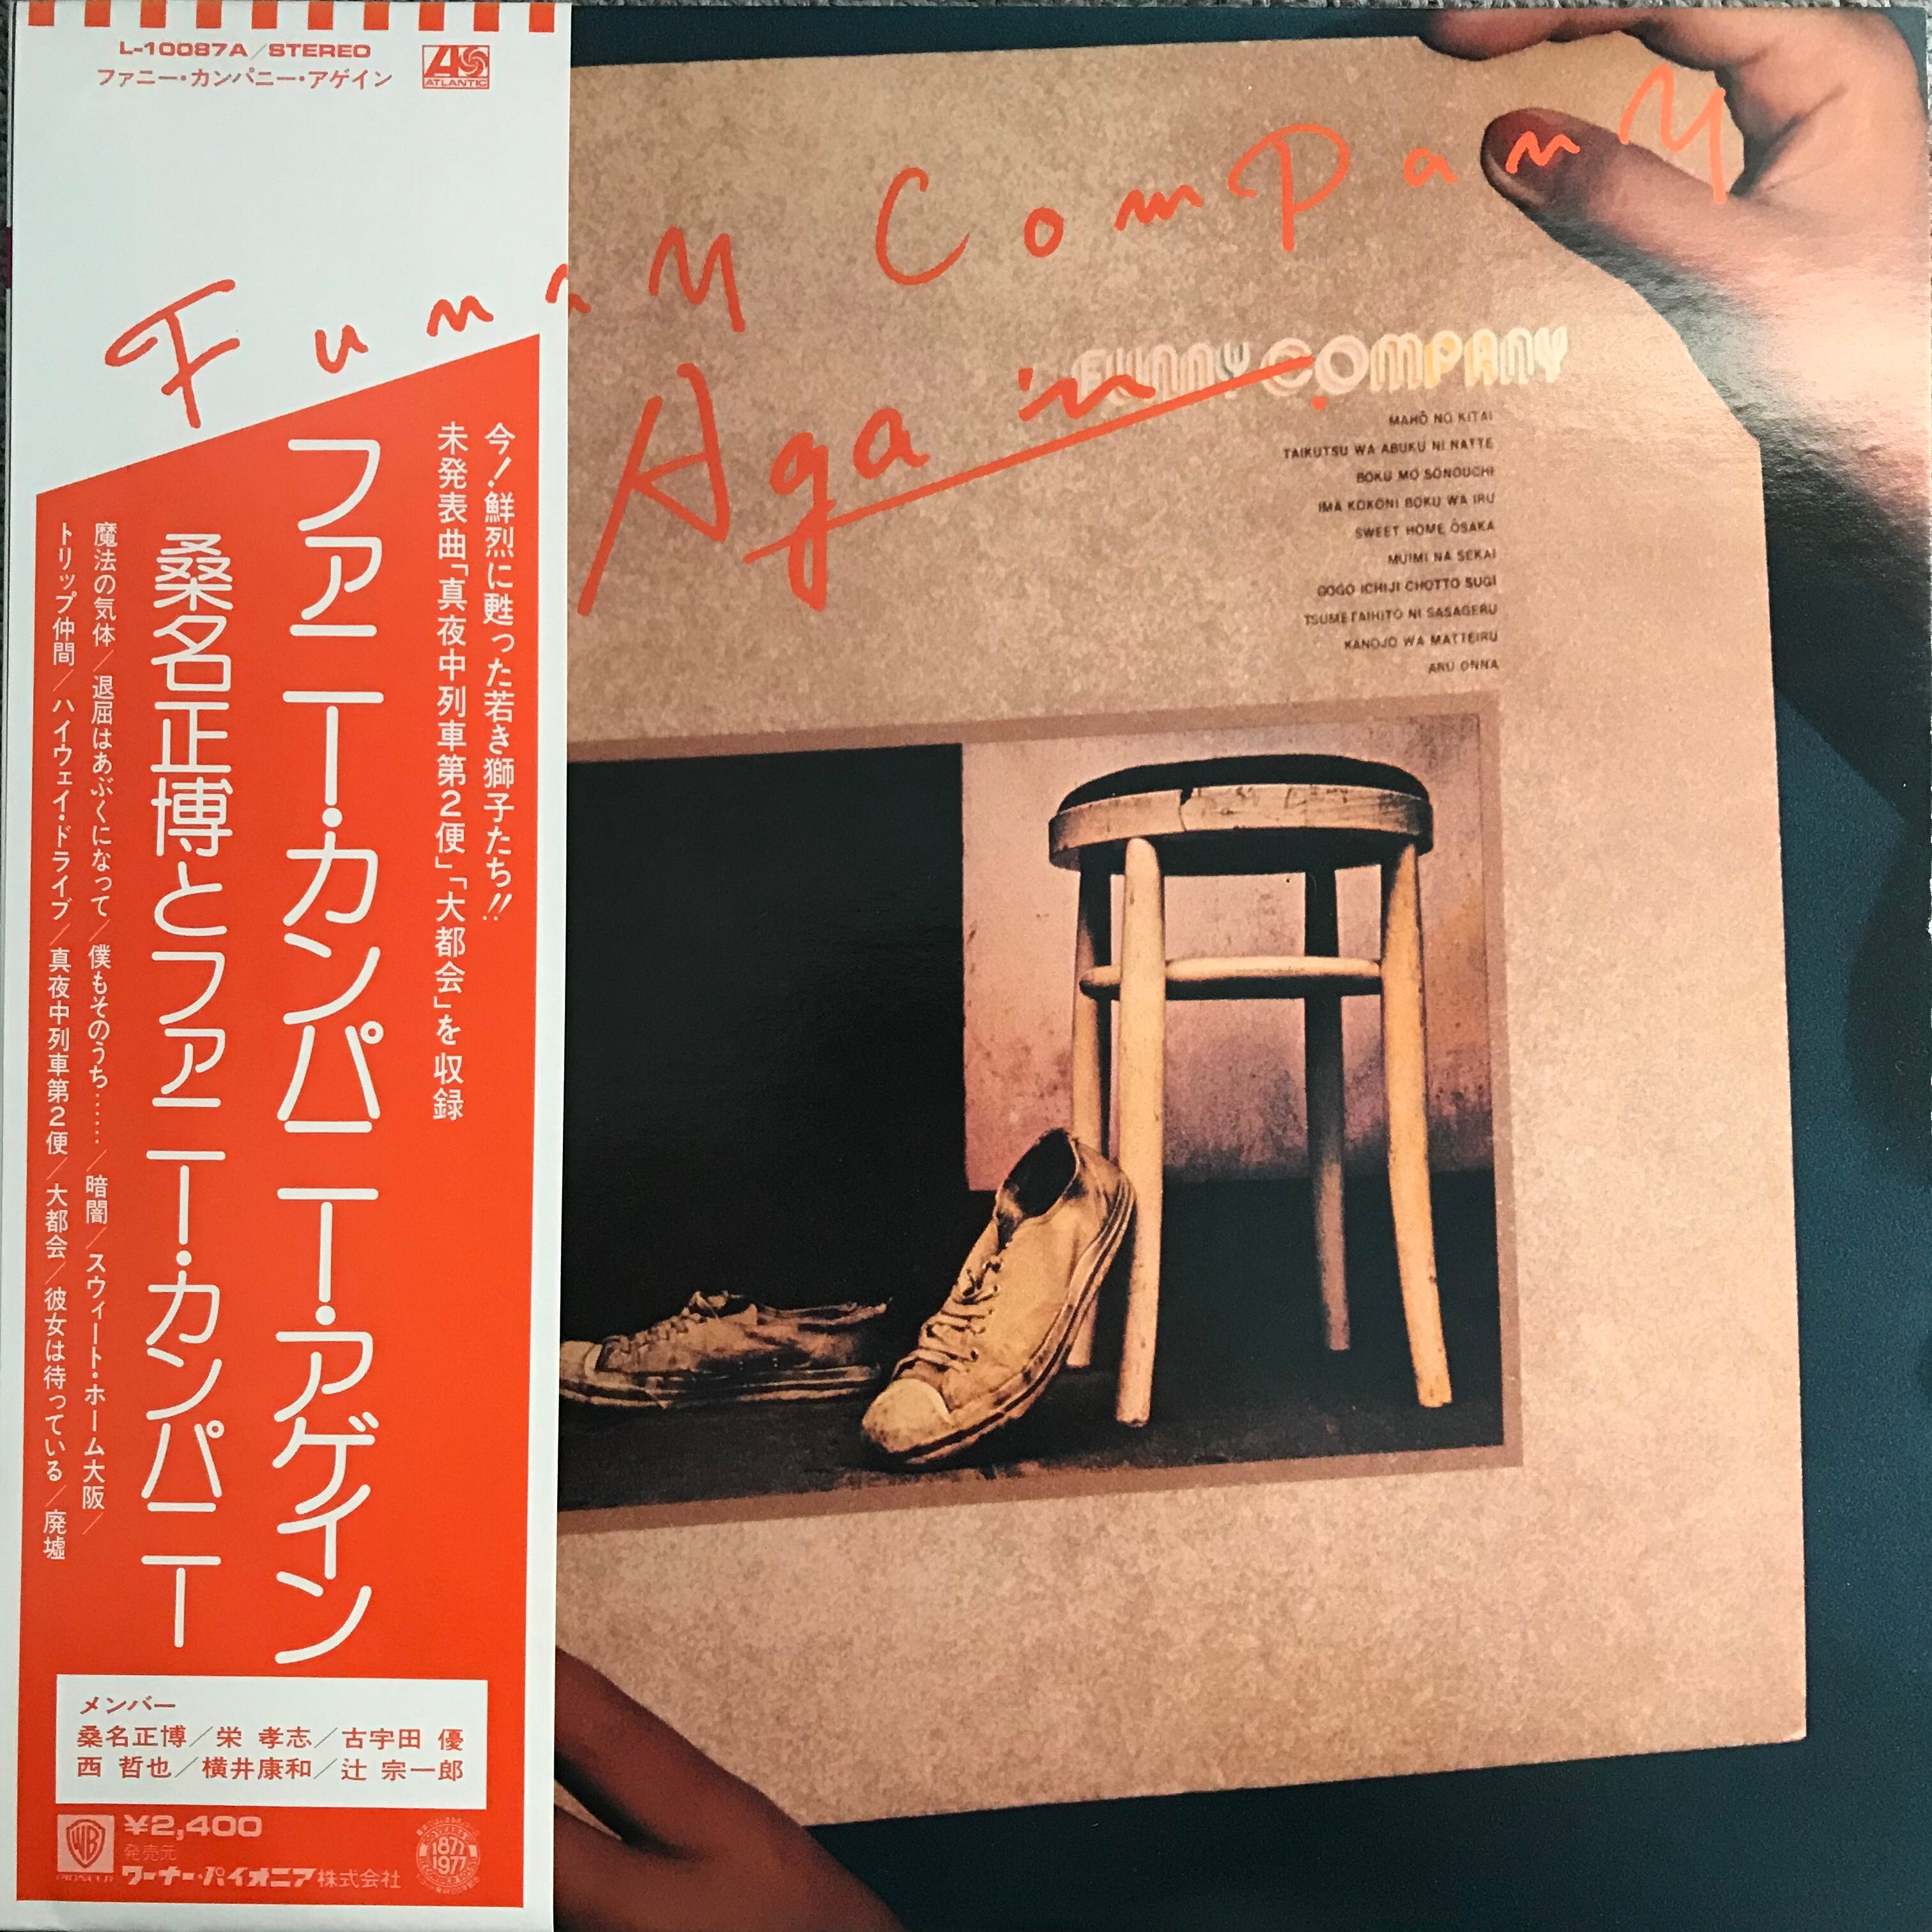 L-10087A/STEREO
ファニー・カンパニー・アゲイン
ATLANTIC
Funny Company
Again
今!鮮烈に甦った若き獅子たち!!
未発表曲「真夜中列車第2便」「大都会」を収録
ファニー・カンパニー・アゲイン
桑名正博とファニー・カンパニー
魔法の気体/退屈はあぶくになって/僕もそのうち……/暗闇/スウィート・ホーム大阪/
トリップ仲間/ハイウェイ・ドライブ/真夜中列車第2便/大都会/彼女は待っている/廃墟
メンバー
桑名正博/栄 孝志/古宇田 優
西 哲也/横井康和/辻 宗一郎
WB
PIONEER
¥2,400
発売元
ワーナー・パイオニア株式会社
1877
1977
FUNNY COMPANY
MAHŌ NO KITAI
TAIKUTSU WA ABUKU NI NATTE
BOKU MO SONOUCHI
IMA KOKONI BOKU WA IRU
SWEET HOME ŌSAKA
MUIMI NA SEKAI
GOGO ICHIJI CHOTTO SUGI
TSUMETAIHITO NI SASAGERU
KANOJO WA MATTEIRU
ARU ONNA